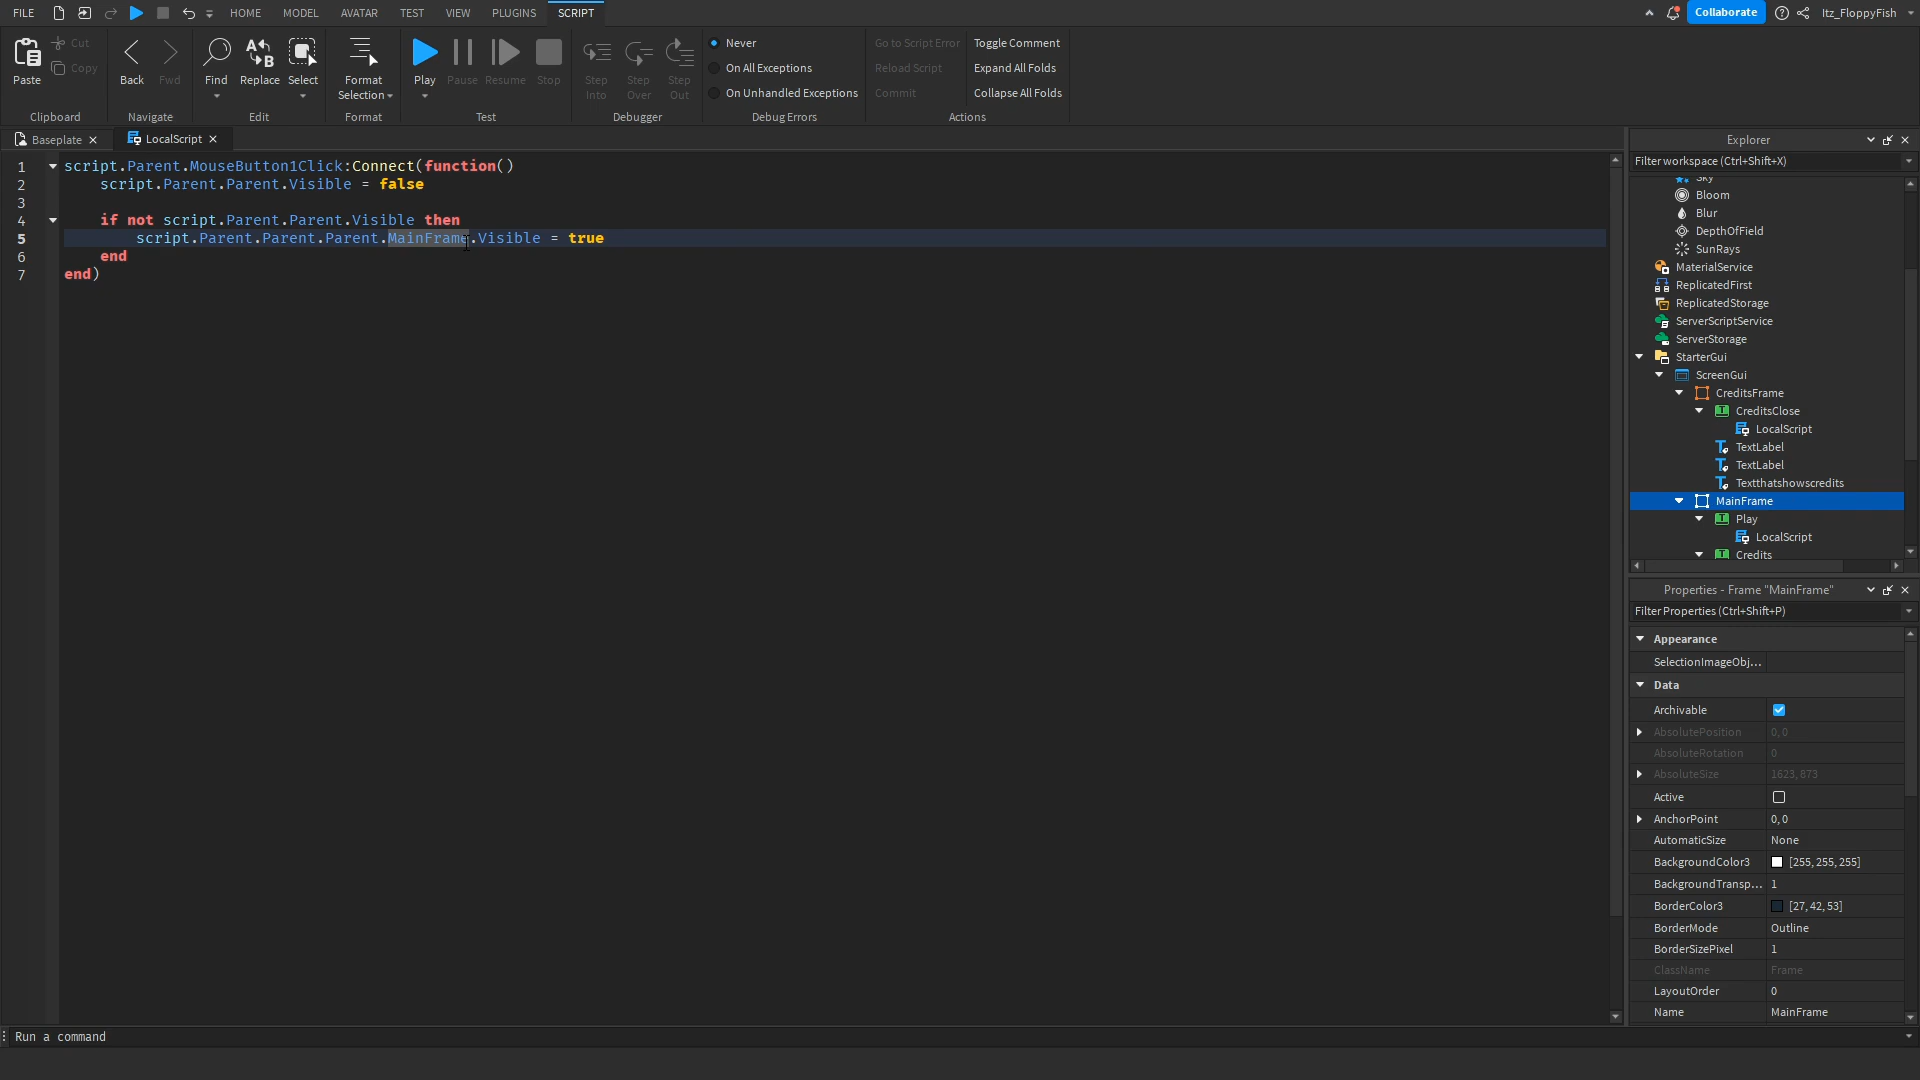 FILE HOME MODEL AVATAR TEST VIEW PLUGINS SCRIPT Collaborate Itz_FloppyFish
Paste Cut Copy
Clipboard
Back Fwd
Navigate
Find Replace Select
Edit
Format Selection
Format
Play Pause Resume Stop
Test
Step Into Step Over Step Out
Debugger
Never
On All Exceptions
On Unhandled Exceptions
Debug Errors
Go to Script Error Toggle Comment
Reload Script Expand All Folds
Commit Collapse All Folds
Actions
Baseplate LocalScript
1 script.Parent.MouseButton1Click:Connect(function()
2 script.Parent.Parent.Visible = false
3
4 if not script.Parent.Parent.Visible then
5 script.Parent.Parent.Parent.MainFrame.Visible = true
6 end
7 end)
Explorer
Filter workspace (Ctrl+Shift+X)
Sky
Bloom
Blur
DepthOfField
SunRays
MaterialService
ReplicatedFirst
ReplicatedStorage
ServerScriptService
ServerStorage
StarterGui
ScreenGui
CreditsFrame
CreditsClose
LocalScript
TextLabel
TextLabel
Textthatshowscredits
MainFrame
Play
LocalScript
Credits
Properties - Frame "MainFrame"
Filter Properties (Ctrl+Shift+P)
Appearance
SelectionImageObj...
Data
Archivable
AbsolutePosition 0, 0
AbsoluteRotation 0
AbsoluteSize 1623, 873
Active
AnchorPoint 0, 0
AutomaticSize None
BackgroundColor3 [255, 255, 255]
BackgroundTransp... 1
BorderColor3 [27, 42, 53]
BorderMode Outline
BorderSizePixel 1
ClassName Frame
LayoutOrder 0
Name MainFrame
Run a command